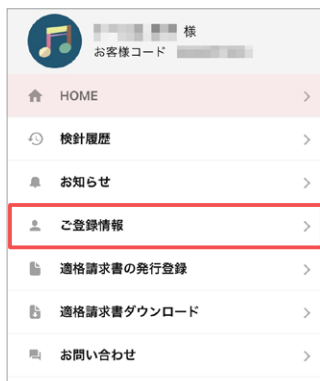 様
お客様コード
HOME
検針履歴
お知らせ
ご登録情報
適格請求書の発行登録
適格請求書ダウンロード
お問い合わせ